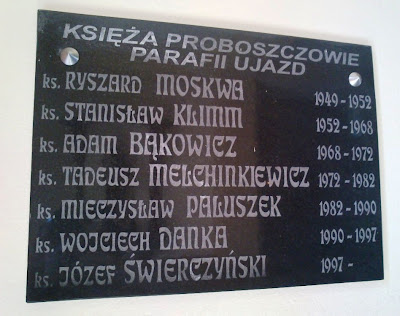 KSIĘŻA PROBOSZCZOWIE
PARAFII UJAZD
ks. RYSZARD MOSKWA 1949 - 1952
ks. STANISŁAW KLIMM 1952 - 1968
ks. ADAM BĄKOWICZ 1968 - 1972
ks. TADEUSZ MELCHINKIEWICZ 1972 - 1982
ks. MIECZYSŁAW PALUSZEK 1982 - 1990
ks. WOJCIECH DANKA 1990 - 1997
ks. JÓZEF ŚWIERCZYŃSKI 1997 -